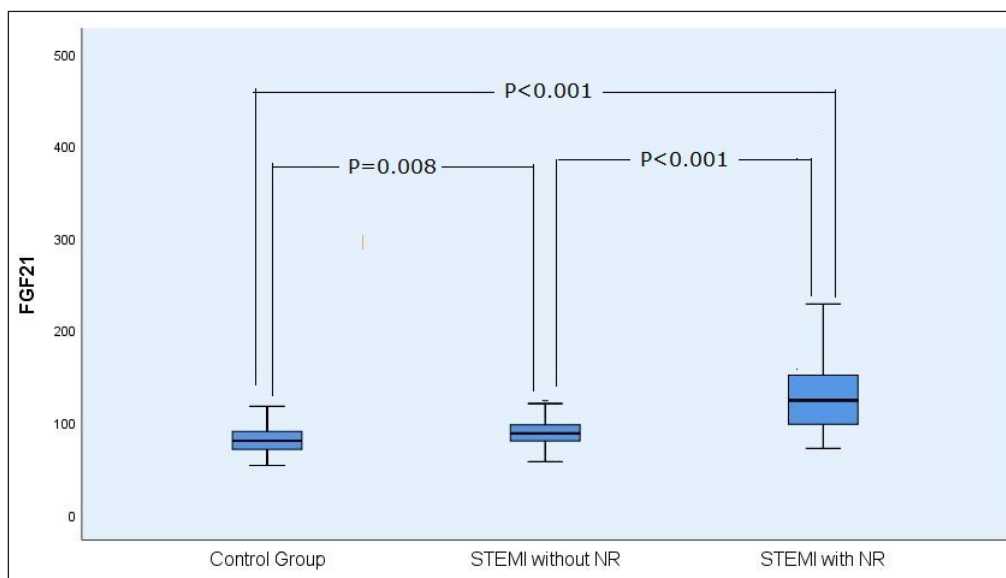 500
P<0.001
400
P=0.008
P<0.001
300
FGF21
200
100
0
Control Group
STEMI without NR
STEMI with NR